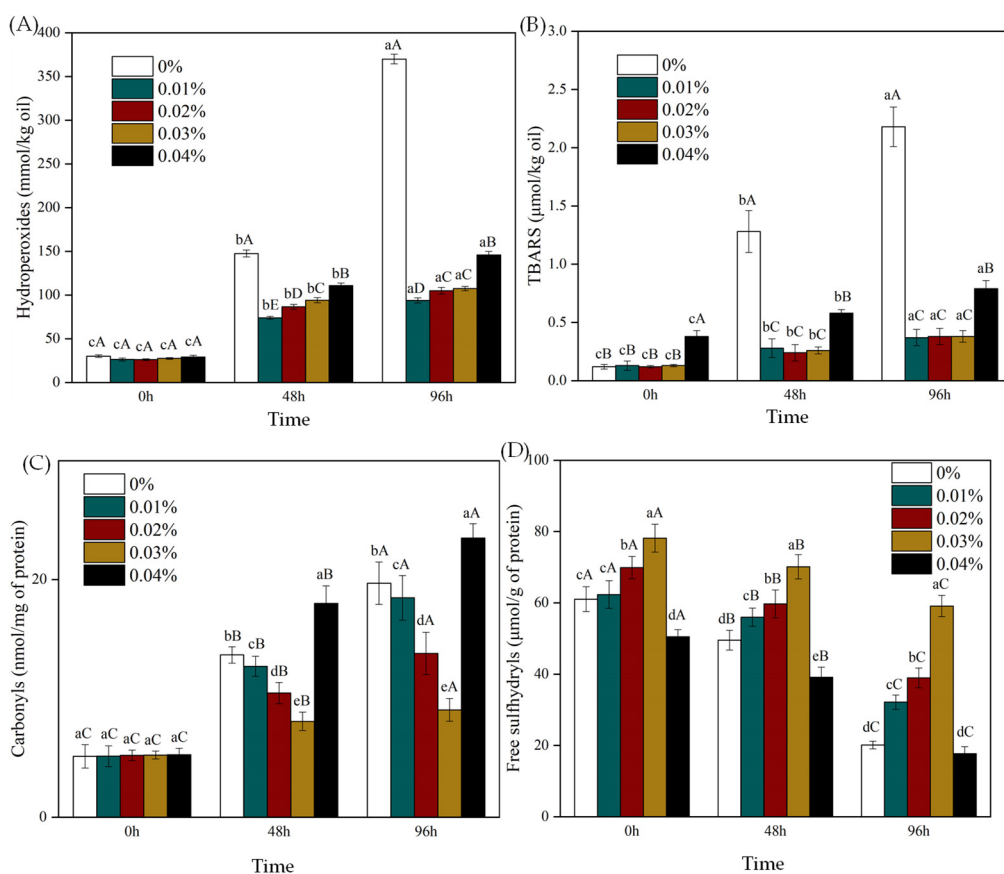 (A)
Hydroperoxides (mmol/kg oil)
400
350
300
250
200
150
100
50
0
0%
0.01%
0.02%
0.03%
0.04%
cA cA cA cA cA
bA bE bD bC bB
aA aD aC aC aB
0h 48h 96h
Time
(B)
TBARS (μmol/kg oil)
3.0
2.5
2.0
1.5
1.0
0.5
0.0
0%
0.01%
0.02%
0.03%
0.04%
cB cB cB cB cA
bA bC bC bC bB
aA aC aC aC aB
0h 48h 96h
Time
(C)
Carbonyls (nmol/mg of protein)
20
0
0%
0.01%
0.02%
0.03%
0.04%
aC aC aC aC aC
bB cB dB eB aB
bA cA dA eA aA
0h 48h 96h
Time
(D)
Free sulfhydryls (μmol/g of protein)
100
80
60
40
20
0
0%
0.01%
0.02%
0.03%
0.04%
cA cA bA aA dA
dB cB bB aB eB
dC cC bC aC dC
0h 48h 96h
Time